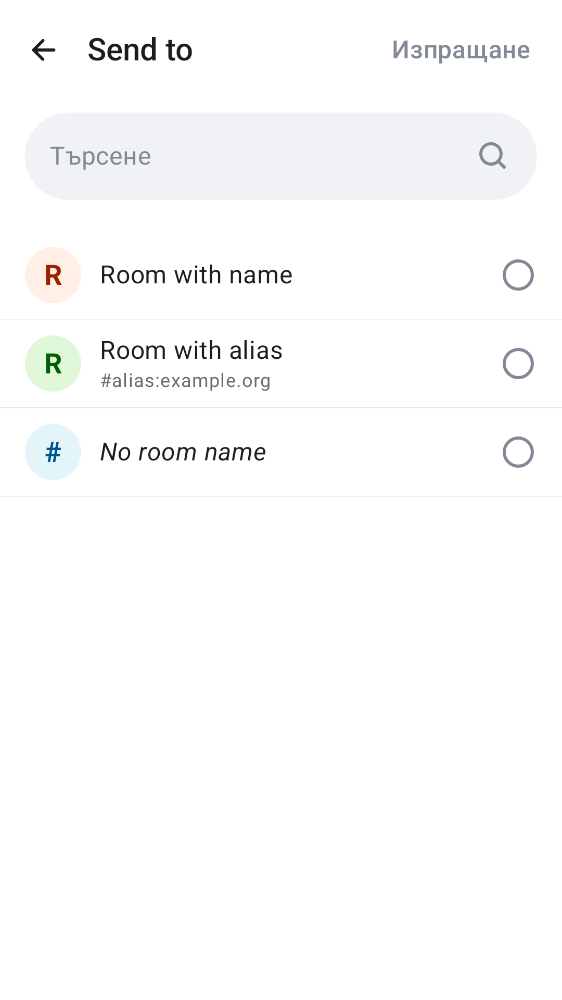 Send to
Изпращане
Търсене
R
Room with name
R
Room with alias
#alias:example.org
#
No room name